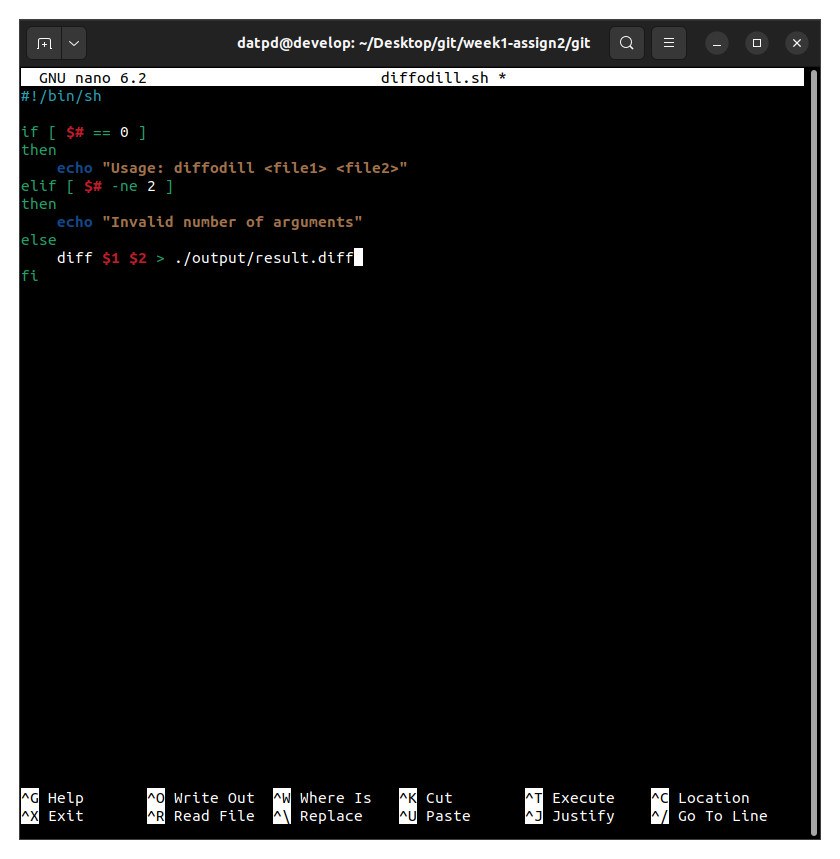 datpd@develop: ~/Desktop/git/week1-assign2/git
GNU nano 6.2 diffodill.sh *
#!/bin/sh
if [ $# == 0 ]
then
    echo "Usage: diffodill <file1> <file2>"
elif [ $# -ne 2 ]
then
    echo "Invalid number of arguments"
else
    diff $1 $2 > ./output/result.diff
fi
^G Help ^O Write Out ^W Where Is ^K Cut ^T Execute ^C Location
^X Exit ^R Read File ^\ Replace ^U Paste ^J Justify ^/ Go To Line